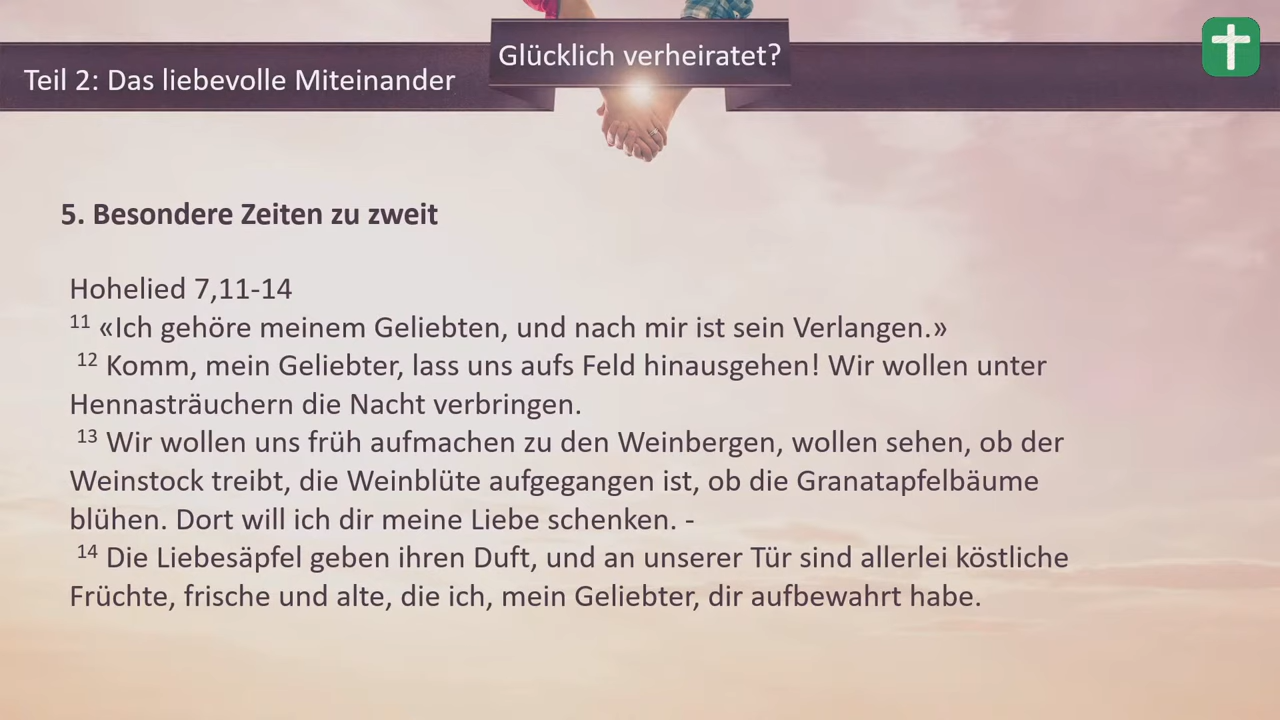 Glücklich verheiratet?
Teil 2: Das liebevolle Miteinander
5. Besondere Zeiten zu zweit
Hohelied 7,11-14
11 «Ich gehöre meinem Geliebten, und nach mir ist sein Verlangen.»
12 Komm, mein Geliebter, lass uns aufs Feld hinausgehen! Wir wollen unter
Hennasträuchern die Nacht verbringen.
13 Wir wollen uns früh aufmachen zu den Weinbergen, wollen sehen, ob der
Weinstock treibt, die Weinblüte aufgegangen ist, ob die Granatapfelbäume
blühen. Dort will ich dir meine Liebe schenken. -
14 Die Liebesäpfel geben ihren Duft, und an unserer Tür sind allerlei köstliche
Früchte, frische und alte, die ich, mein Geliebter, dir aufbewahrt habe.